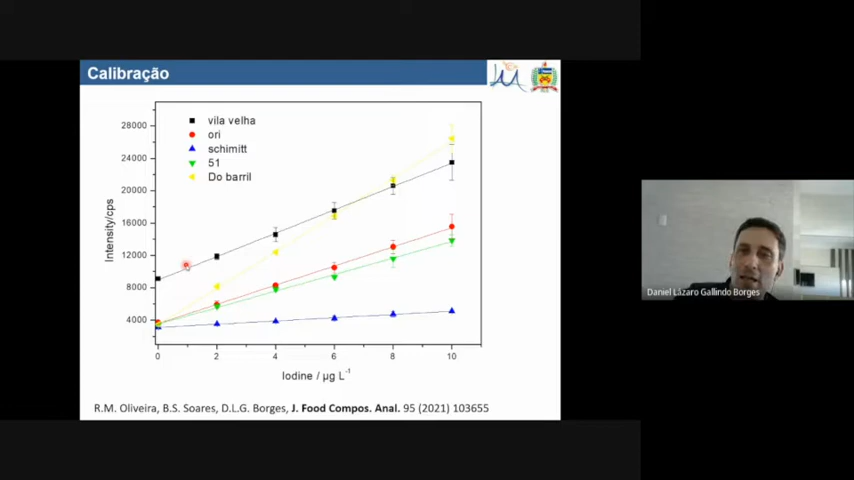 Calibração
vila velha
ori
schimitt
51
Do barril
28000
24000
20000
16000
12000
8000
4000
Intensity/cps
0 2 4 6 8 10
Iodine / µg L-1
R.M. Oliveira, B.S. Soares, D.L.G. Borges, J. Food Compos. Anal. 95 (2021) 103655
Daniel Lázaro Gallindo Borges